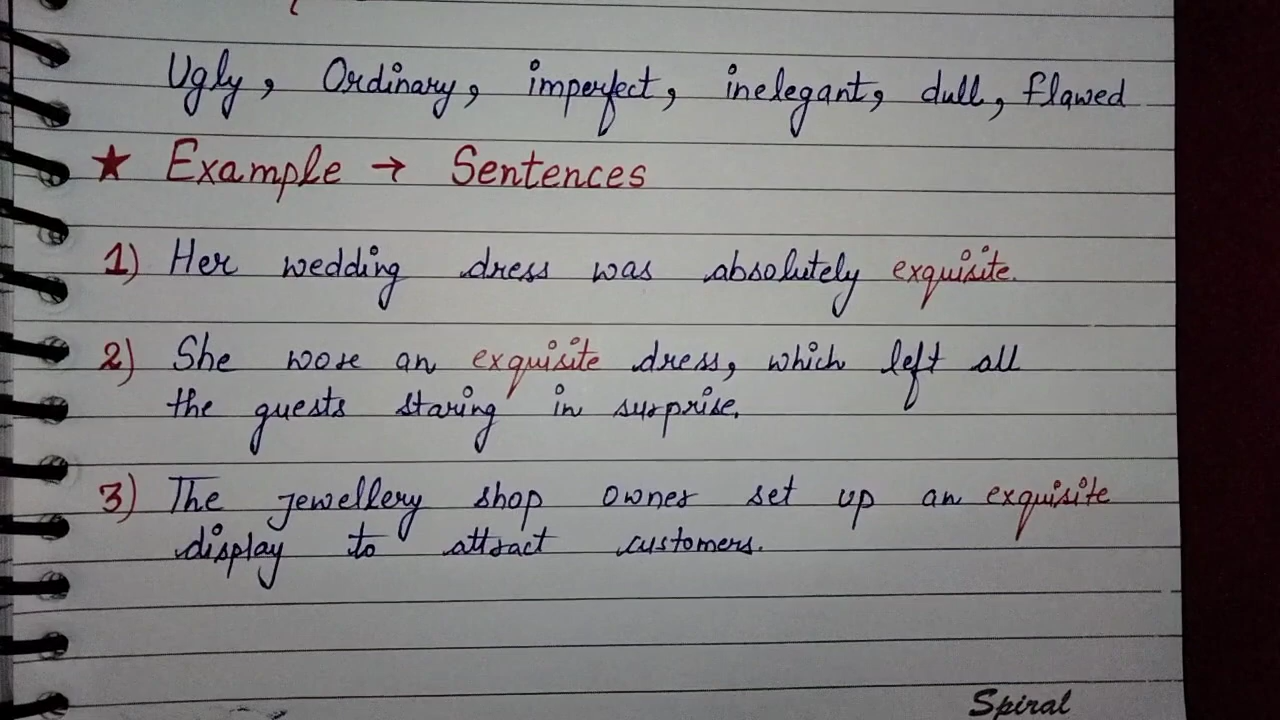 Ugly, Ordinary, imperfect, inelegant, dull, flawed
★ Example → Sentences
1) Her wedding dress was absolutely exquisite.
2) She wore an exquisite dress, which left all
the guests staring in surprise.
3) The jewellery shop owner set up an exquisite
display to attract customers.
Spiral